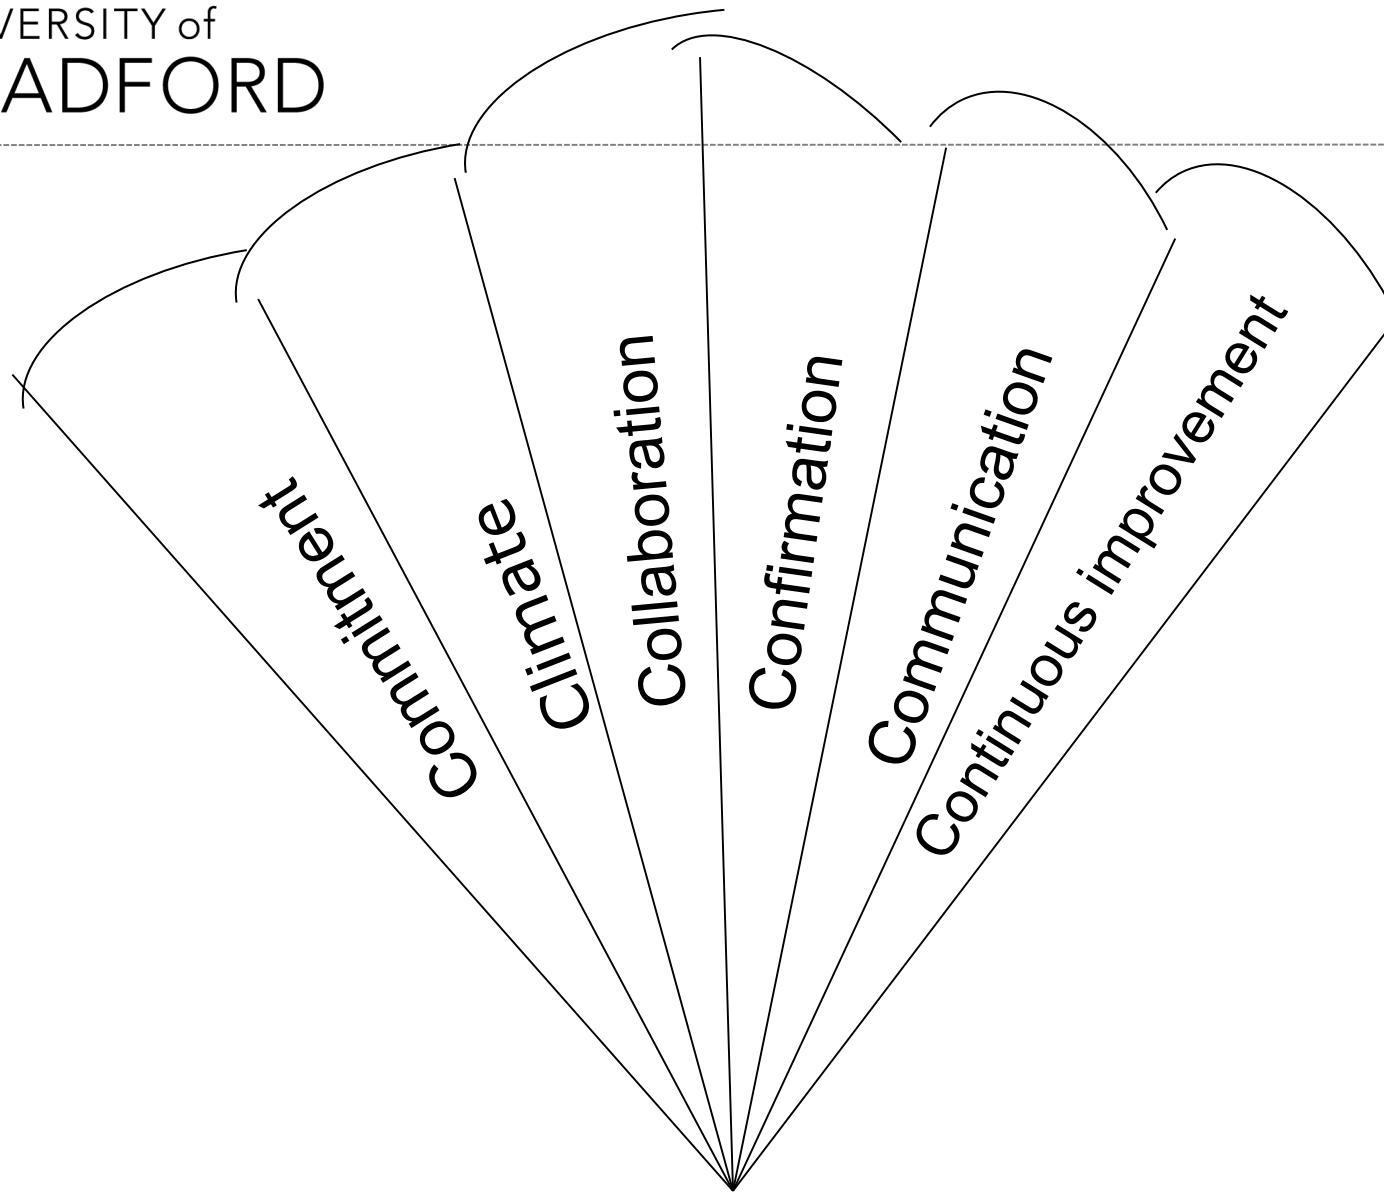 VERSITY of
ADFORD
Commitment
Climate
Collaboration
Confirmation
Communication
Continuous improvement